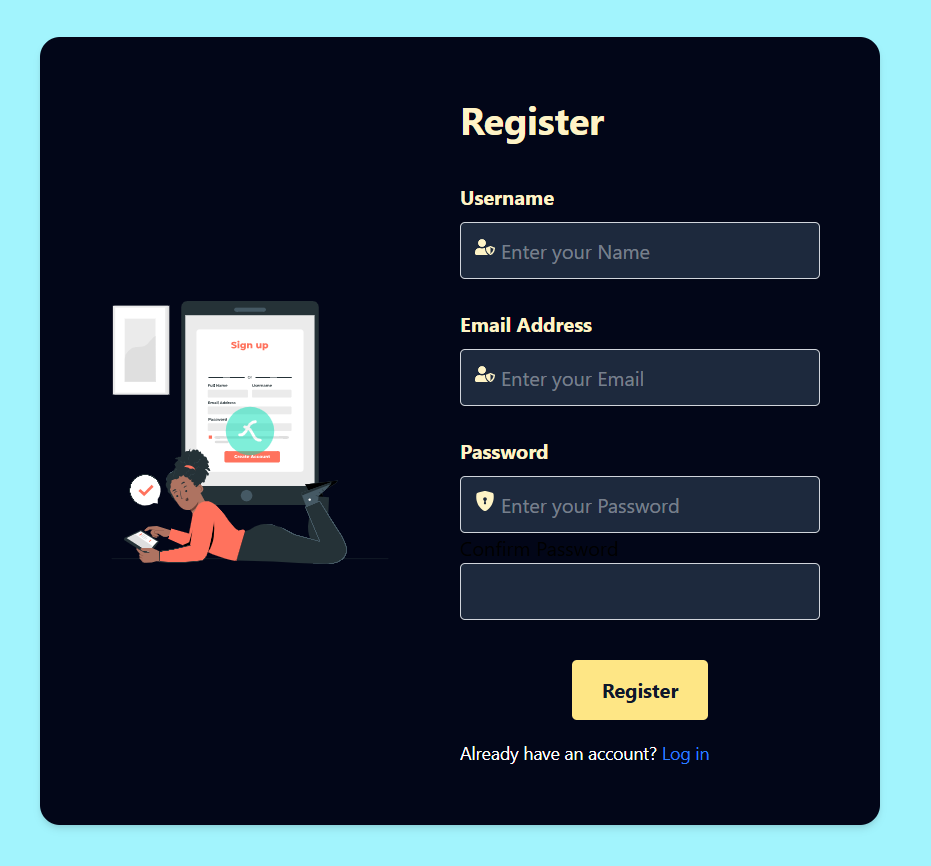 Register
Username
Enter your Name
Email Address
Enter your Email
Password
Enter your Password
Confirm Password
Register
Already have an account? Log in
Sign up
or
Full Name Username
Email Address
Password
Create Account